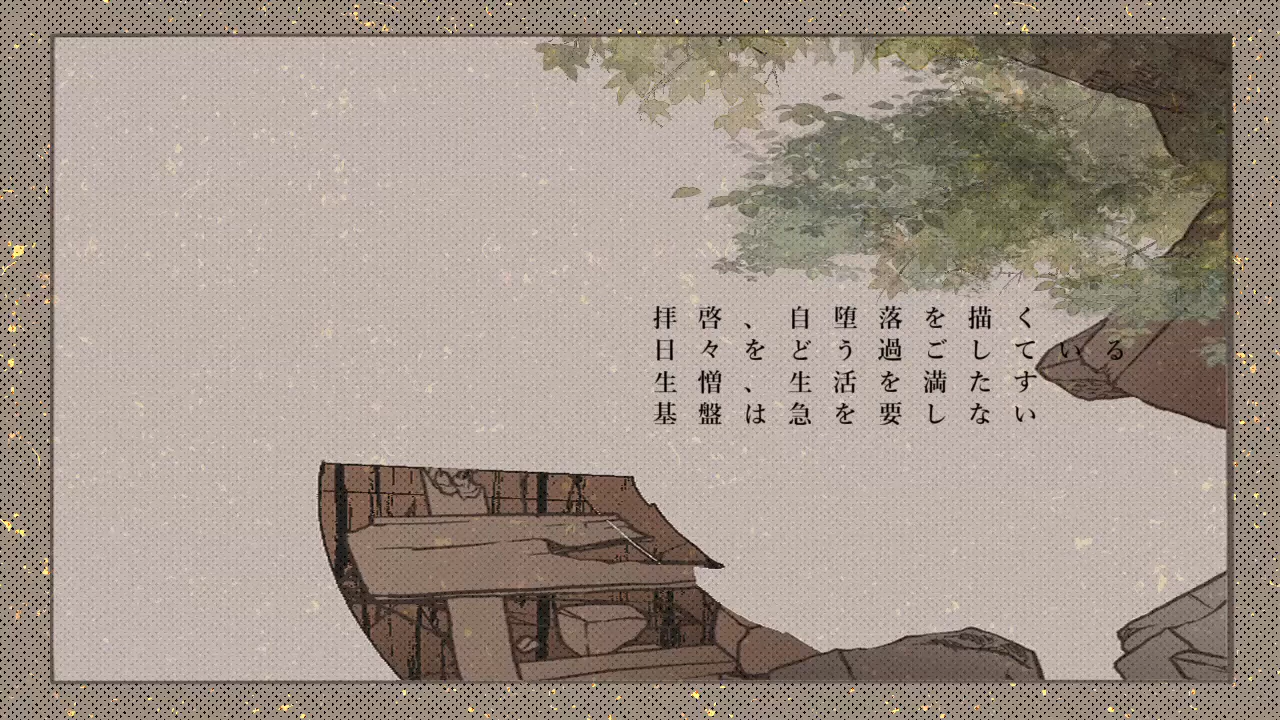 拝啓、自堕落を描く
日々をどう過ごしている
生憎、生活を満たす
基盤は急を要しない